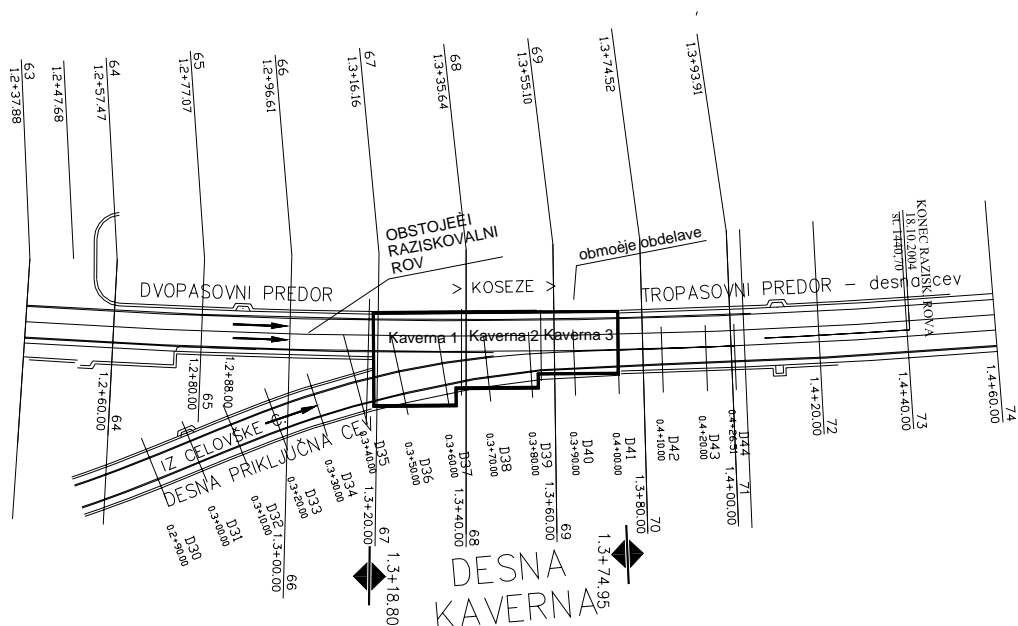 63
1.2+37.88
1.2+47.68
64
1.2+57.47
65
1.2+77.07
66
1.2+96.61
67
1.3+16.16
68
1.3+35.64
69
1.3+55.10
1.3+74.52
1.3+93.91
OBSTOJEÈI
RAZISKOVALNI
ROV
obmoèje obdelave
KONEC RAZISK. ROVA
18.10.2004
DVOPASOVNI PREDOR
> KOSEZE >
TROPASOVNI PREDOR - desna cev
Kaverna 1
Kaverna 2
Kaverna 3
IZ CELOVŠKE C.
DESNA PRIKLJUČNA CEV
1.2+60.00
64
1.2+80.00
65
1.2+88.00
D30
0.2+90.00
D31
0.3+00.00
D32
0.3+10.00
1.3+00.00
66
D33
0.3+20.00
D34
0.3+30.00
D35
0.3+40.00
1.3+20.00
67
D36
0.3+50.00
D37
0.3+60.00
1.3+40.00
68
D38
0.3+70.00
D39
0.3+80.00
1.3+60.00
69
D40
0.3+90.00
D41
0.4+00.00
1.3+80.00
70
D42
0.4+10.00
D43
0.4+20.00
D44
0.4+26.51
1.4+00.00
71
1.4+20.00
72
1.4+40.00
73
1.4+60.00
74
1.3+18.80
1.3+74.95
DESNA
KAVERNA